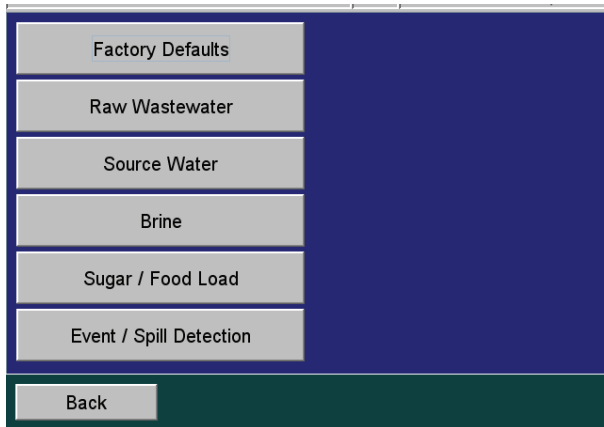 Factory Defaults
Raw Wastewater
Source Water
Brine
Sugar / Food Load
Event / Spill Detection
Back